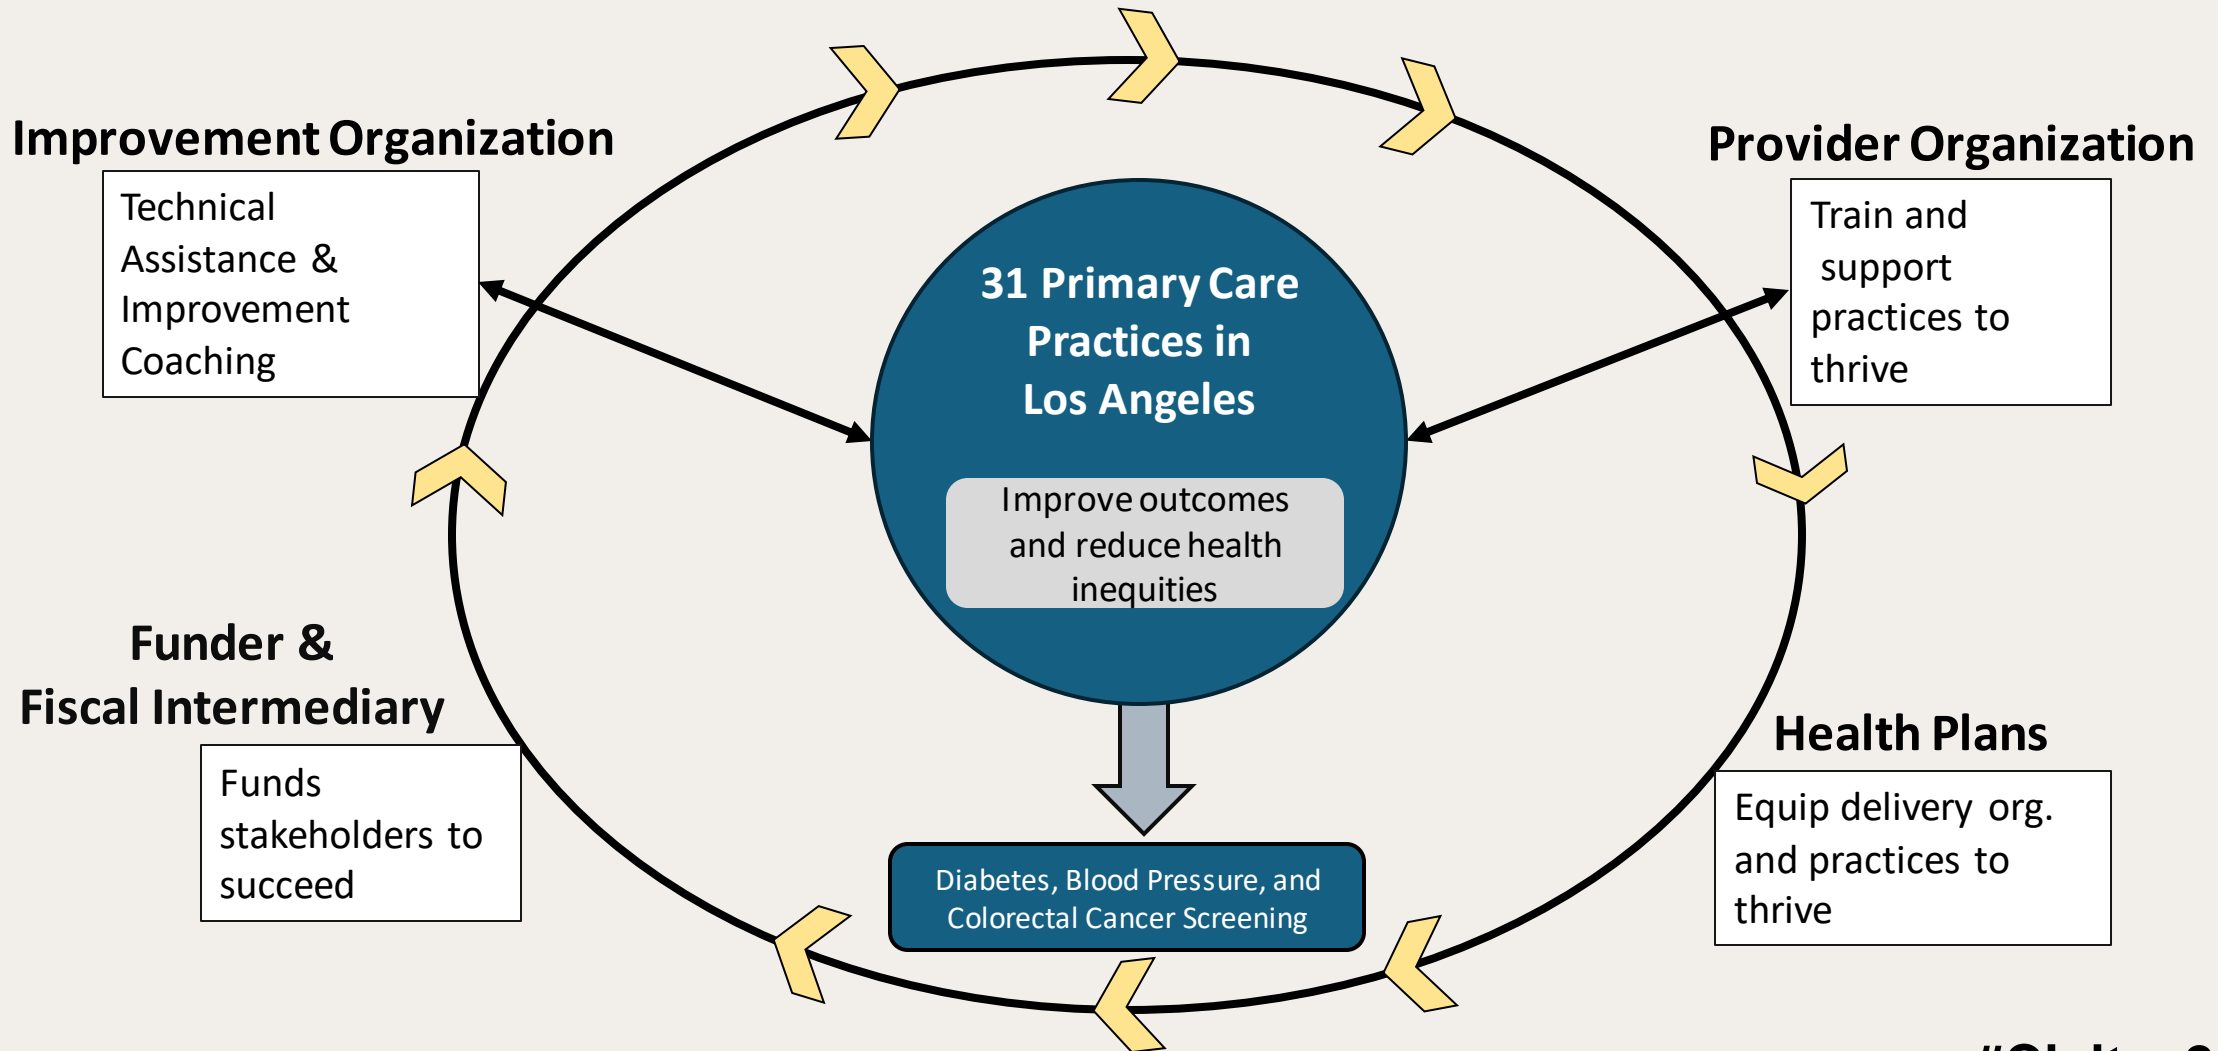 Improvement Organization
Technical
Assistance &
Improvement
Coaching
Provider Organization
Train and
support
practices to
thrive
31 Primary Care
Practices in
Los Angeles
Improve outcomes
and reduce health
inequities
Funder &
Fiscal Intermediary
Funds
stakeholders to
succeed
Health Plans
Equip delivery org.
and practices to
thrive
Diabetes, Blood Pressure, and
Colorectal Cancer Screening